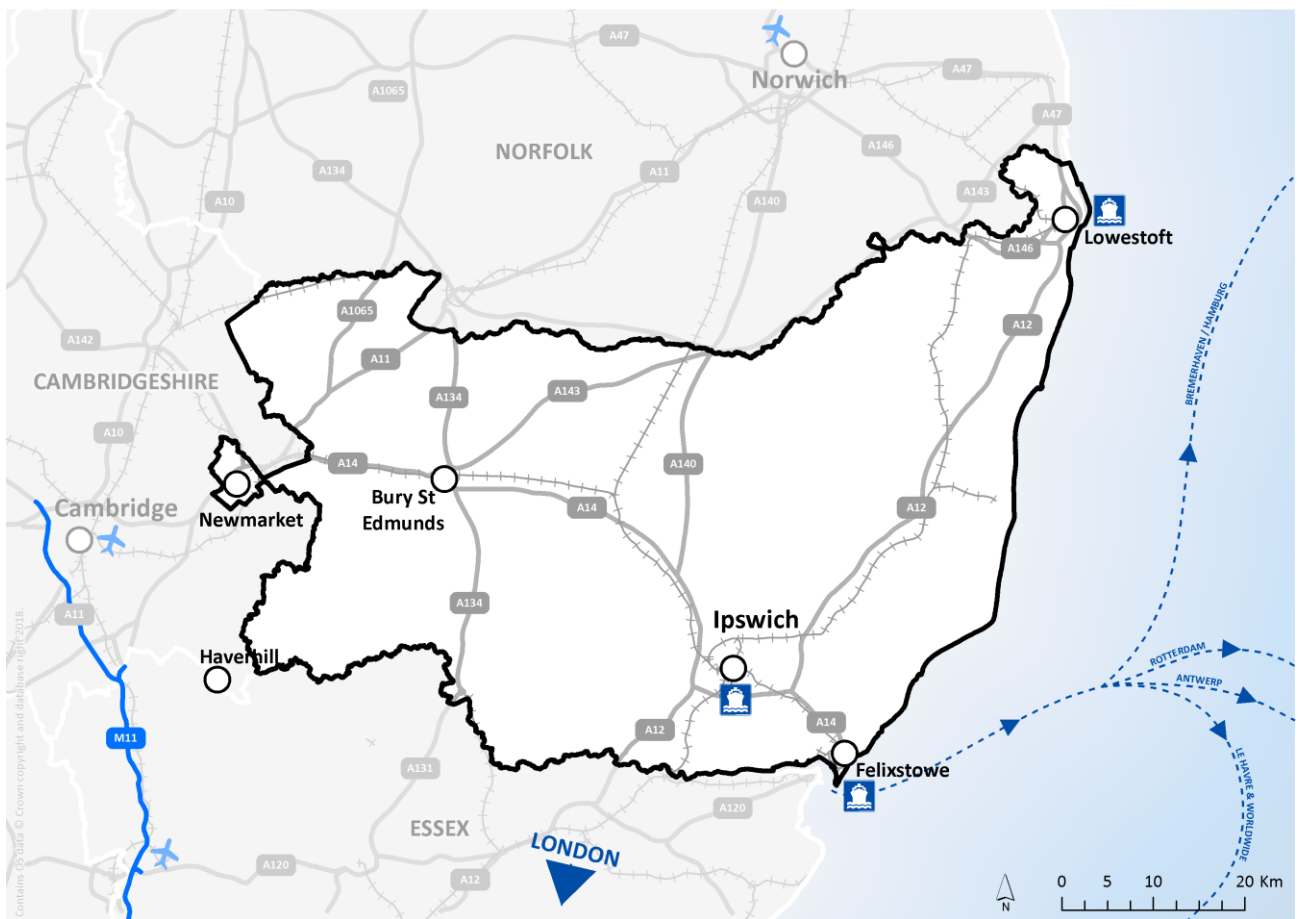 A47
Norwich
A47
A1065
A47
NORFOLK
A146
A134
A11
A143
A10
A140
Lowestoft
A146
A1065
A12
BREMERHAVEN / HAMBURG
A142
A11
CAMBRIDGESHIRE
A143
A134
A10
A14
A140
Bury St
Edmunds
Newmarket
A14
A12
Cambridge
A134
A11
Ipswich
Haverhill
ROTTERDAM
ANTWERP
A14
A12
M11
LE HAVRE & WORLDWIDE
A131
Felixstowe
A120
ESSEX
LONDON
A120
A12
N
0 5 10 20 Km
Contains OS data © Crown copyright and database right 2018